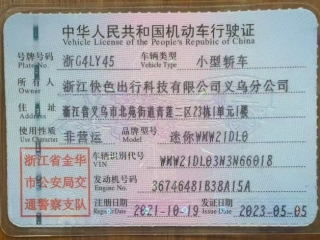 中华人民共和国机动车行驶证
Vehicle License of the People's Republic of China
号牌号码 浙G4LY45 车辆类型 小型轿车
Plate No. Vehicle Type
所有人 浙江快色出行科技有限公司义乌分公司
Owner
住址 浙江省义乌市北苑街道青莲二区23栋1单元1楼
Address
使用性质 非营运 品牌型号 迷你WMW21DL0
Use Character Model
浙江省金华 车辆识别代号 WMW21DL03N3N66018
VIN
市公安局交 发动机号码 36746481B38A15A
Engine No.
通警察支队 注册日期 2021-10-19 发证日期 2023-05-05
Register Date Issue Date